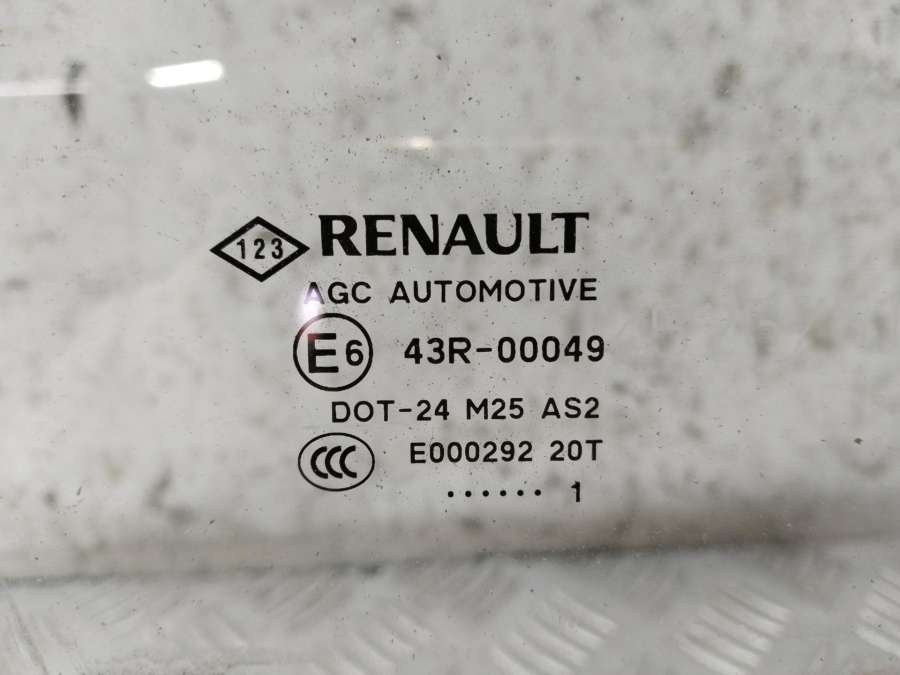 123 RENAULT
AGC AUTOMOTIVE
E6 43R-00049
DOT-24 M25 AS2
CCC E000292 20T
...... 1